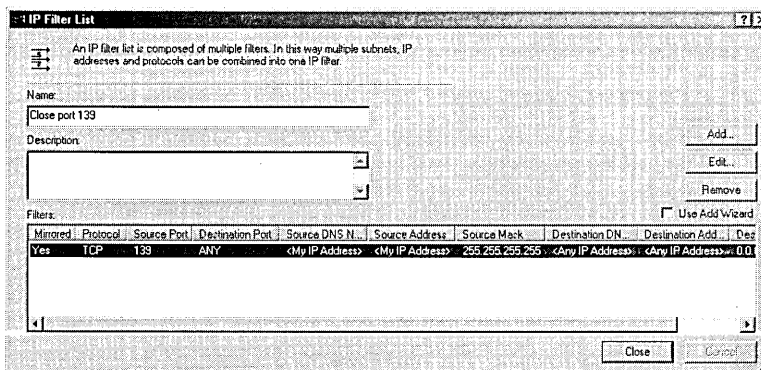 IP Filter List
An IP filter list is composed of multiple filters. In this way multiple subnets, IP
addresses and protocols can be combined into one IP filter.
Name:
Close port 139
Add...
Description:
Edit...
Remove
Filters:
Use Add Wizard
Mirrored Protocol Source Port Destination Port Source DNS N... Source Address Source Mask Destination DN... Destination Add... Des
Yes TCP 139 ANY <My IP Address> <My IP Address> 255.255.255.255 <Any IP Address> <Any IP Address> 0.0.
Close Cancel